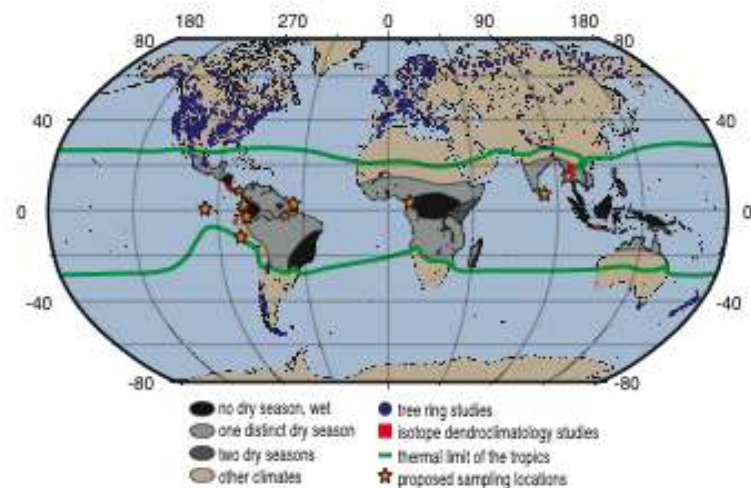 180 270 0 90 180
80 80
40 40
0 0
-40 -40
-80 -80
no dry season, wet
one distinct dry season
two dry seasons
other climates
tree ring studies
isotope dendroclimatology studies
thermal limit of the tropics
proposed sampling locations